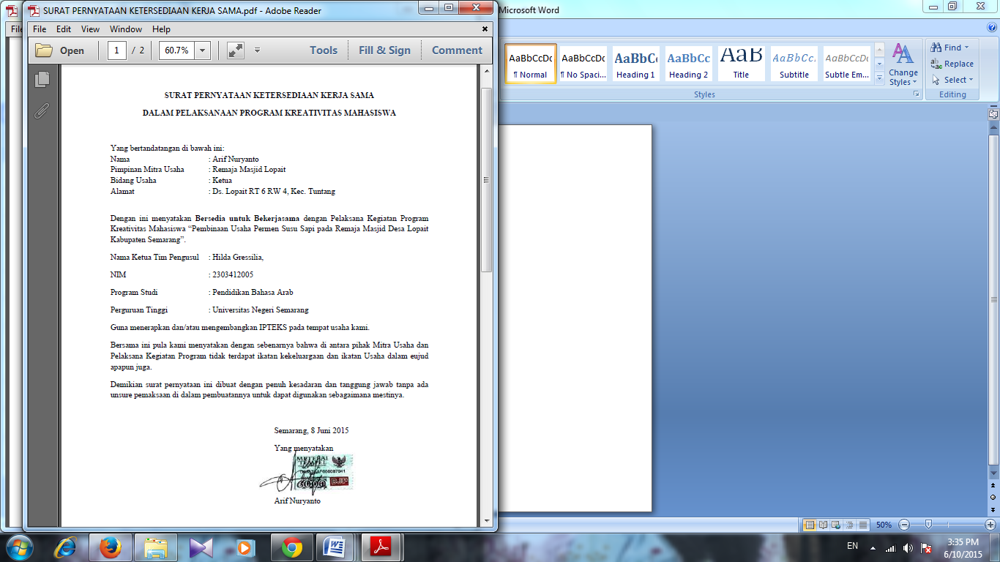 SURAT PERNYATAAN KETERSEDIAAN KERJA SAMA.pdf - Adobe Reader
Microsoft Word
File Edit View Window Help
Open 1 / 2 60.7% Tools Fill & Sign Comment
AaBbCcDc AaBbCcDc AaBbC AaBbCc AaB AaBbCc. AaBbCcDc
¶ Normal ¶ No Spaci... Heading 1 Heading 2 Title Subtitle Subtle Em...
Change Styles
Find
Replace
Select
Styles
Editing
SURAT PERNYATAAN KETERSEDIAAN KERJA SAMA
DALAM PELAKSANAAN PROGRAM KREATIVITAS MAHASISWA
Yang bertandatangan di bawah ini:
Nama : Arif Nuryanto
Pimpinan Mitra Usaha : Remaja Masjid Lopait
Bidang Usaha : Ketua
Alamat : Ds. Lopait RT 6 RW 4, Kec. Tuntang
Dengan ini menyatakan Bersedia untuk Bekerjasama dengan Pelaksana Kegiatan Program
Kreativitas Mahasiswa “Pembinaan Usaha Permen Susu Sapi pada Remaja Masjid Desa Lopait
Kabupaten Semarang”.
Nama Ketua Tim Pengusul : Hilda Gressilia,
NIM : 2303412005
Program Studi : Pendidikan Bahasa Arab
Perguruan Tinggi : Universitas Negeri Semarang
Guna menerapkan dan/atau mengembangkan IPTEKS pada tempat usaha kami.
Bersama ini pula kami menyatakan dengan sebenarnya bahwa di antara pihak Mitra Usaha dan
Pelaksana Kegiatan Program tidak terdapat ikatan kekeluargaan dan ikatan Usaha dalam eujud
apapun juga.
Demikian surat pernyataan ini dibuat dengan penuh kesadaran dan tanggung jawab tanpa ada
unsure pemaksaan di dalam pembuatannya untuk dapat digunakan sebagaimana mestinya.
Semarang, 8 Juni 2015
Yang menyatakan
METERAI
TEMPEL
6000 DJP
Arif Nuryanto
50%
EN
3:35 PM
6/10/2015